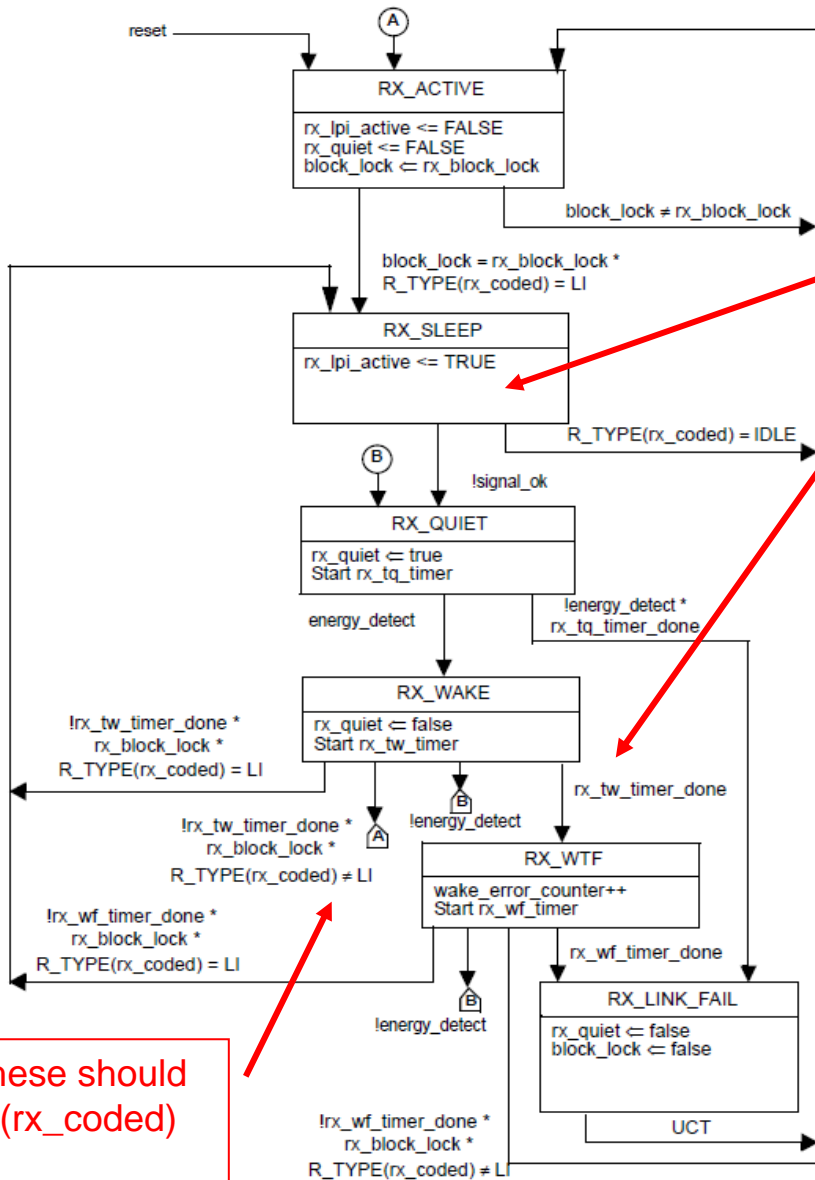 reset
A
RX_ACTIVE
rx_lpi_active <= FALSE
rx_quiet <= FALSE
block_lock ⇐ rx_block_lock
block_lock ≠ rx_block_lock
block_lock = rx_block_lock *
R_TYPE(rx_coded) = LI
RX_SLEEP
rx_lpi_active <= TRUE
R_TYPE(rx_coded) = IDLE
B
!signal_ok
RX_QUIET
rx_quiet ⇐ true
Start rx_tq_timer
energy_detect
!energy_detect *
rx_tq_timer_done
RX_WAKE
rx_quiet ⇐ false
Start rx_tw_timer
!rx_tw_timer_done *
rx_block_lock *
R_TYPE(rx_coded) = LI
rx_tw_timer_done
B
!energy_detect
!rx_tw_timer_done *
A
rx_block_lock *
R_TYPE(rx_coded) ≠ LI
RX_WTF
wake_error_counter++
Start rx_wf_timer
!rx_wf_timer_done *
rx_block_lock *
R_TYPE(rx_coded) = LI
rx_wf_timer_done
B
!energy_detect
RX_LINK_FAIL
rx_quiet ⇐ false
block_lock ⇐ false
hese should
(rx_coded)
!rx_wf_timer_done *
rx_block_lock *
R_TYPE(rx_coded) ≠ LI
UCT